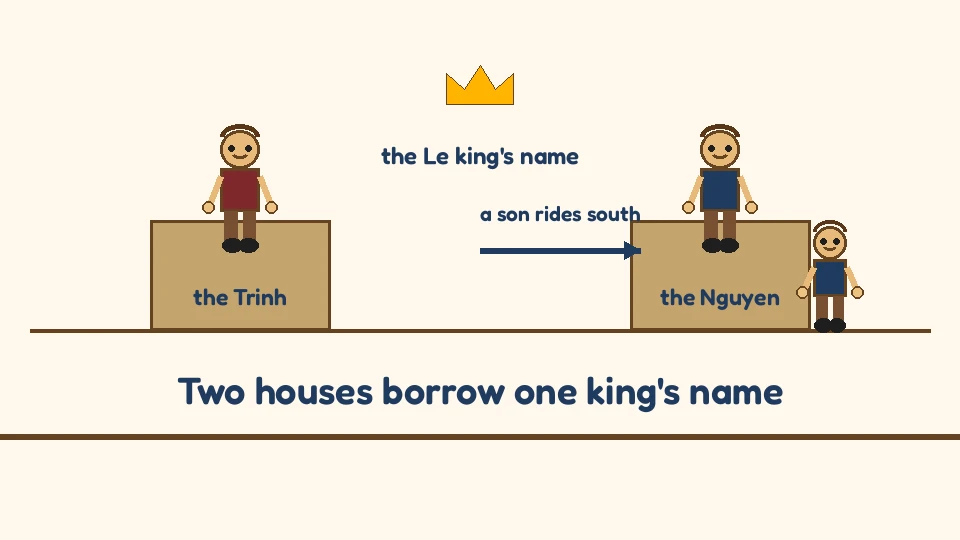 the Le king's name
a son rides south
the Trinh
the Nguyen
Two houses borrow one king's name